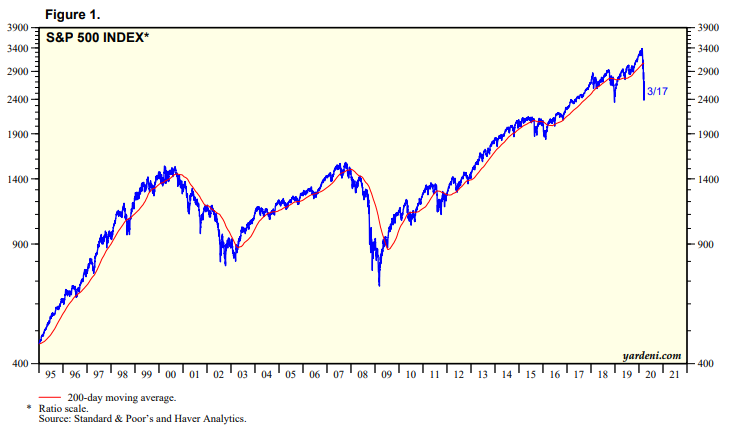 Figure 1.
3900 3900
S&P 500 INDEX*
3400 3400
2900 2900
3/17
2400 2400
1900 1900
1400 1400
900 900
yardeni.com
400 400
95 96 97 98 99 00 01 02 03 04 05 06 07 08 09 10 11 12 13 14 15 16 17 18 19 20 21
200-day moving average.
* Ratio scale.
Source: Standard & Poor's and Haver Analytics.